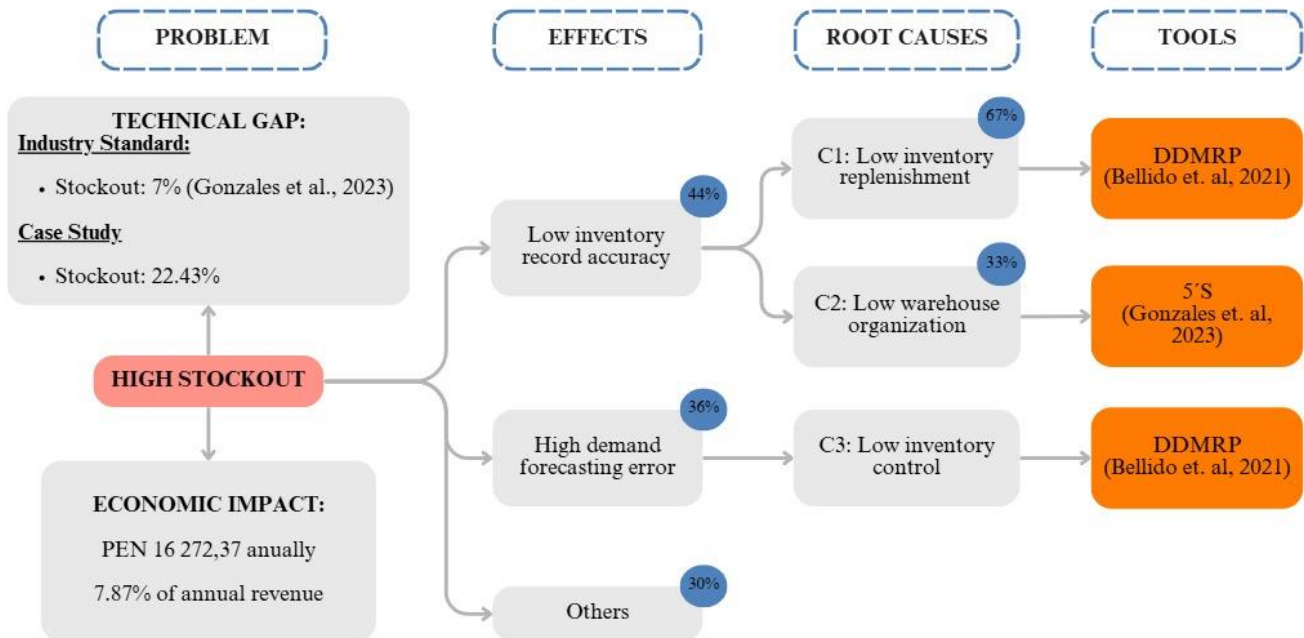 PROBLEM
EFFECTS
ROOT CAUSES
TOOLS
TECHNICAL GAP:
Industry Standard:
• Stockout: 7% (Gonzales et al., 2023)
Case Study
• Stockout: 22.43%
HIGH STOCKOUT
ECONOMIC IMPACT:
PEN 16 272,37 anually
7.87% of annual revenue
44%
Low inventory
record accuracy
36%
High demand
forecasting error
30%
Others
67%
C1: Low inventory
replenishment
33%
C2: Low warehouse
organization
C3: Low inventory
control
DDMRP
(Bellido et. al, 2021)
5´S
(Gonzales et. al,
2023)
DDMRP
(Bellido et. al, 2021)